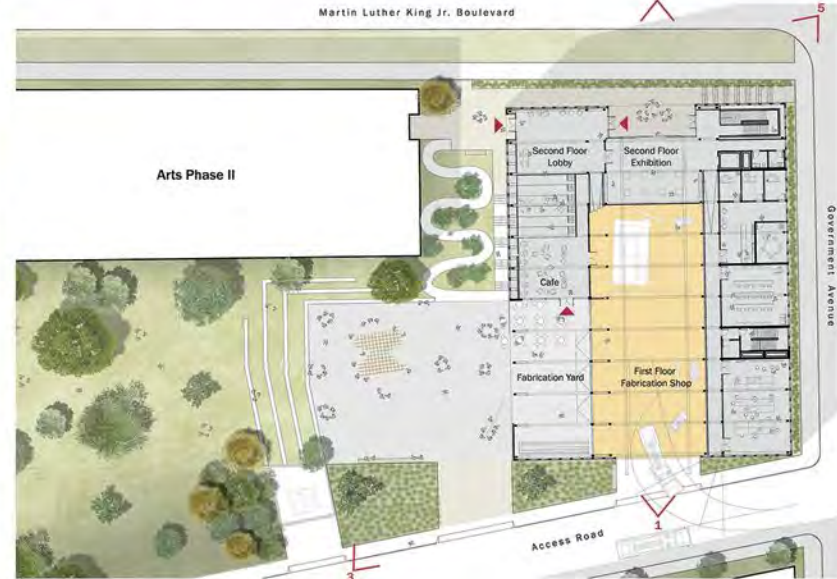 Martin Luther King Jr. Boulevard
5
Arts Phase II
Second Floor
Lobby
Second Floor
Exhibition
Government Avenue
Cafe
Fabrication Yard
First Floor
Fabrication Shop
1
Access Road
3